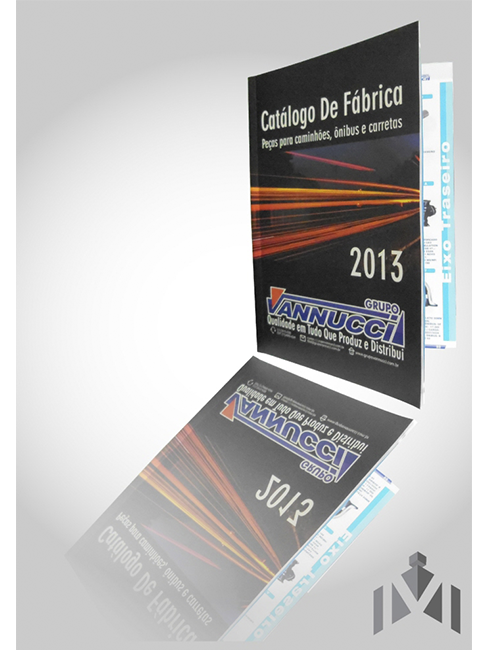 Catálogo De Fábrica
Peças para caminhões, ônibus e carretas
2013
GRUPO
VANNUCCI
Qualidade em Tudo Que Produz e Distribui
Eixo Traseiro